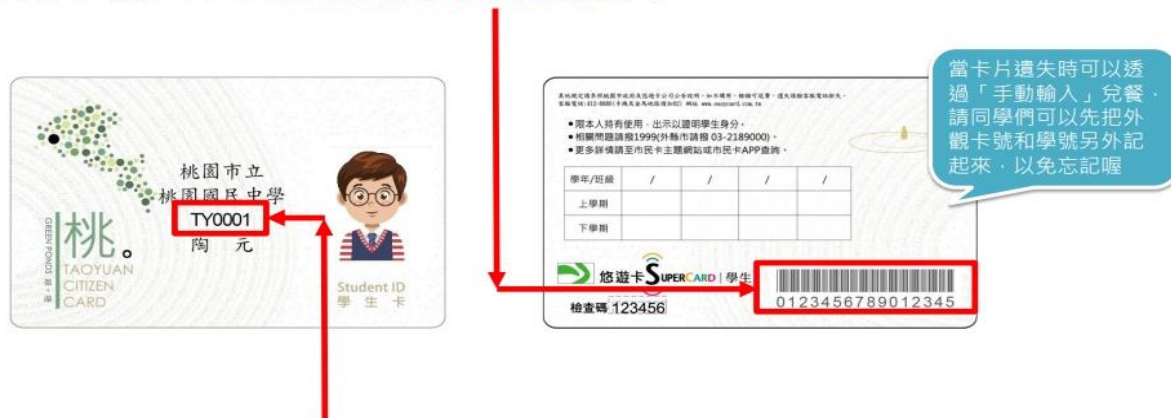 桃園市立
桃園國民中學
TY0001
陶 元
桃。
GREEN PONDS
TAOYUAN
CITIZEN
CARD
Student ID
學 生 卡
•限本人持有使用，出示以證明學生身分。
•相關問題請撥1999(外縣市請撥 03-2189000)。
•更多詳情請至市民卡主題網站或市民卡APP查詢。
學年/班級 / / / /
上學期
下學期
悠遊卡 SUPERCARD | 學生
0123456789012345
檢查碼 123456
當卡片遺失時可以透
過「手動輸入」兌餐，
請同學們可以先把外
觀卡號和學號另外記
起來，以免忘記喔